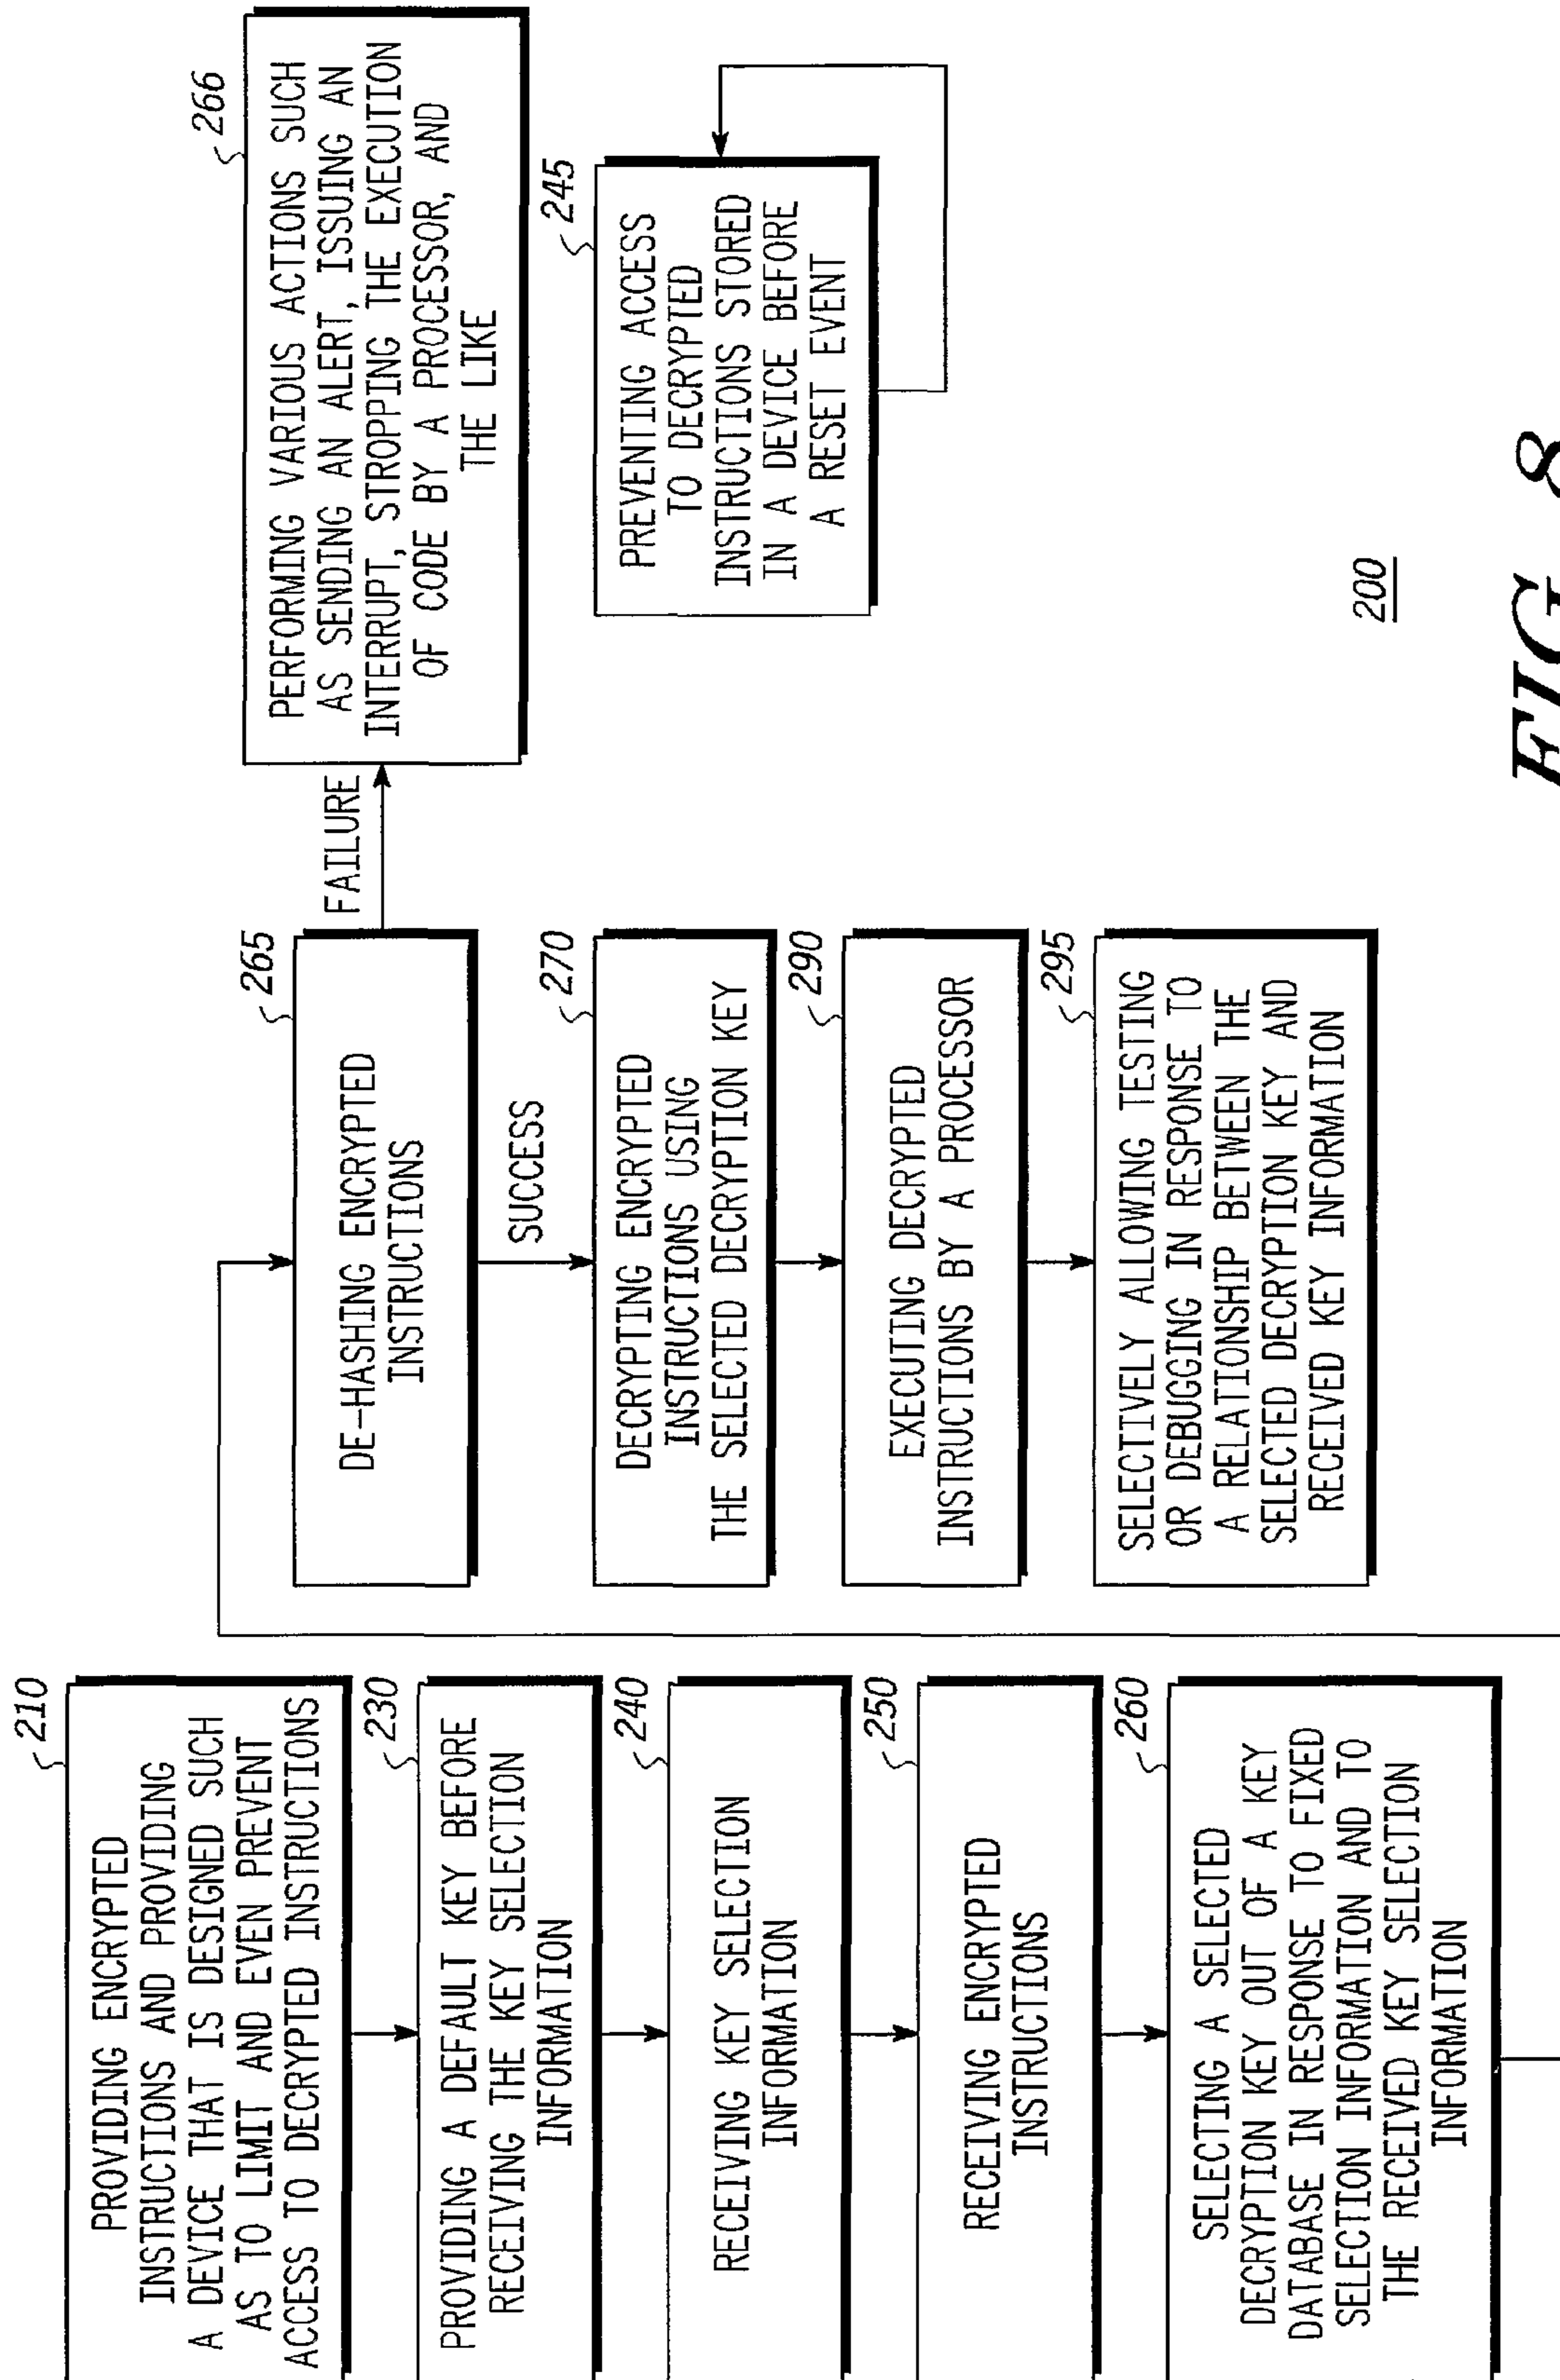 210
PROVIDING ENCRYPTED
INSTRUCTIONS AND PROVIDING
A DEVICE THAT IS DESIGNED SUCH
AS TO LIMIT AND EVEN PREVENT
ACCESS TO DECRYPTED INSTRUCTIONS
230
PROVIDING A DEFAULT KEY BEFORE
RECEIVING THE KEY SELECTION
INFORMATION
240
RECEIVING KEY SELECTION
INFORMATION
250
RECEIVING ENCRYPTED
INSTRUCTIONS
260
SELECTING A SELECTED
DECRYPTION KEY OUT OF A KEY
DATABASE IN RESPONSE TO FIXED
SELECTION INFORMATION AND TO
THE RECEIVED KEY SELECTION
INFORMATION
265
DE-HASHING ENCRYPTED
INSTRUCTIONS
FAILURE
SUCCESS
270
DECRYPTING ENCRYPTED
INSTRUCTIONS USING
THE SELECTED DECRYPTION KEY
290
EXECUTING DECRYPTED
INSTRUCTIONS BY A PROCESSOR
295
SELECTIVELY ALLOWING TESTING
OR DEBUGGING IN RESPONSE TO
A RELATIONSHIP BETWEEN THE
SELECTED DECRYPTION KEY AND
RECEIVED KEY INFORMATION
266
PERFORMING VARIOUS ACTIONS SUCH
AS SENDING AN ALERT, ISSUING AN
INTERRUPT, STROPPING THE EXECUTION
OF CODE BY A PROCESSOR, AND
THE LIKE
245
PREVENTING ACCESS
TO DECRYPTED
INSTRUCTIONS STORED
IN A DEVICE BEFORE
A RESET EVENT
200
FIG. 8